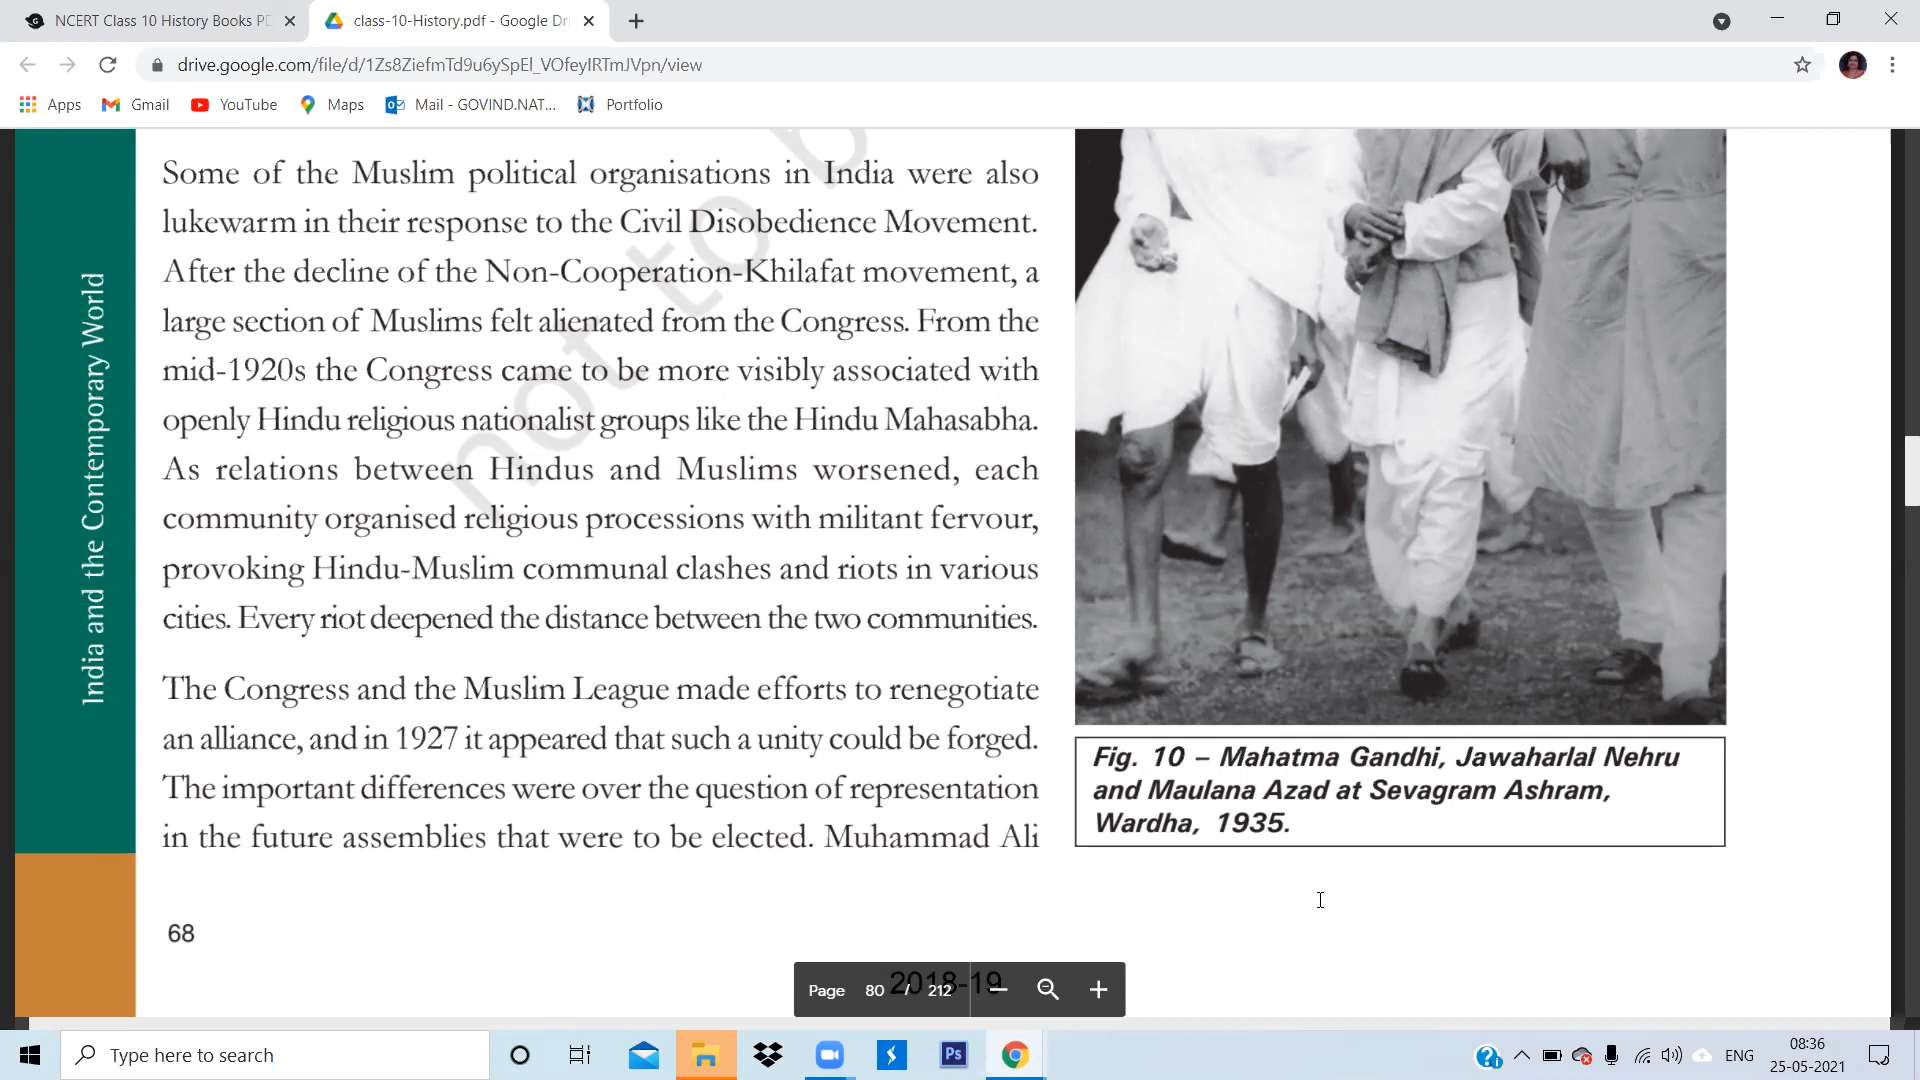 NCERT Class 10 History Books PD
class-10-History.pdf - Google Dri
drive.google.com/file/d/1Zs8ZiefmTd9u6ySpEl_VOfeyIRTmJVpn/view
Apps Gmail YouTube Maps Mail - GOVIND.NAT... Portfolio
India and the Contemporary World
Some of the Muslim political organisations in India were also
lukewarm in their response to the Civil Disobedience Movement.
After the decline of the Non-Cooperation-Khilafat movement, a
large section of Muslims felt alienated from the Congress. From the
mid-1920s the Congress came to be more visibly associated with
openly Hindu religious nationalist groups like the Hindu Mahasabha.
As relations between Hindus and Muslims worsened, each
community organised religious processions with militant fervour,
provoking Hindu-Muslim communal clashes and riots in various
cities. Every riot deepened the distance between the two communities.
The Congress and the Muslim League made efforts to renegotiate
an alliance, and in 1927 it appeared that such a unity could be forged.
The important differences were over the question of representation
in the future assemblies that were to be elected. Muhammad Ali
not to b
Fig. 10 – Mahatma Gandhi, Jawaharlal Nehru
and Maulana Azad at Sevagram Ashram,
Wardha, 1935.
68
2018-19
Page 80 / 212
Type here to search
Ps
ENG
08:36
25-05-2021